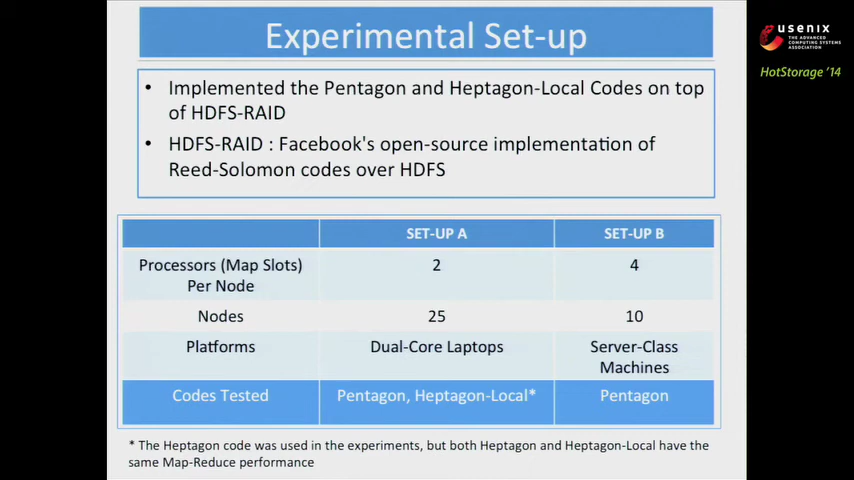 Experimental Set-up
usenix
THE ADVANCED
COMPUTING SYSTEMS
ASSOCIATION
HotStorage '14
• Implemented the Pentagon and Heptagon-Local Codes on top
of HDFS-RAID
• HDFS-RAID : Facebook's open-source implementation of
Reed-Solomon codes over HDFS
SET-UP A SET-UP B
Processors (Map Slots)
Per Node
2 4
Nodes 25 10
Platforms Dual-Core Laptops Server-Class
Machines
Codes Tested Pentagon, Heptagon-Local* Pentagon
* The Heptagon code was used in the experiments, but both Heptagon and Heptagon-Local have the
same Map-Reduce performance